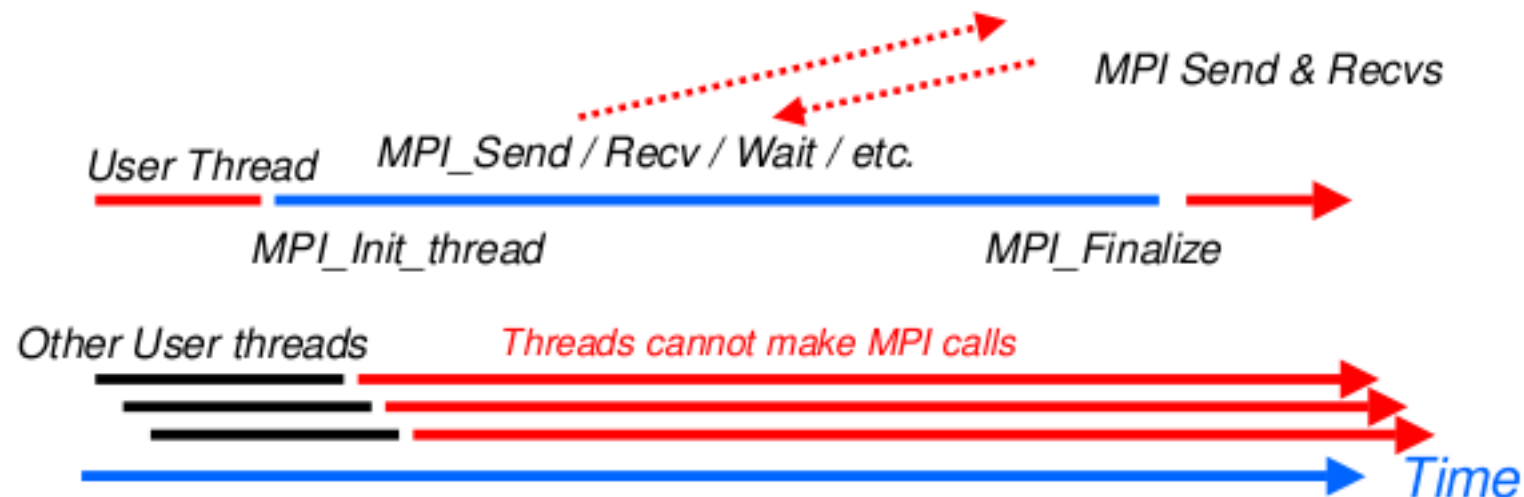 MPI Send & Recvs
User Thread
MPI_Send / Recv / Wait / etc.
MPI_Init_thread
MPI_Finalize
Other User threads
Threads cannot make MPI calls
Time